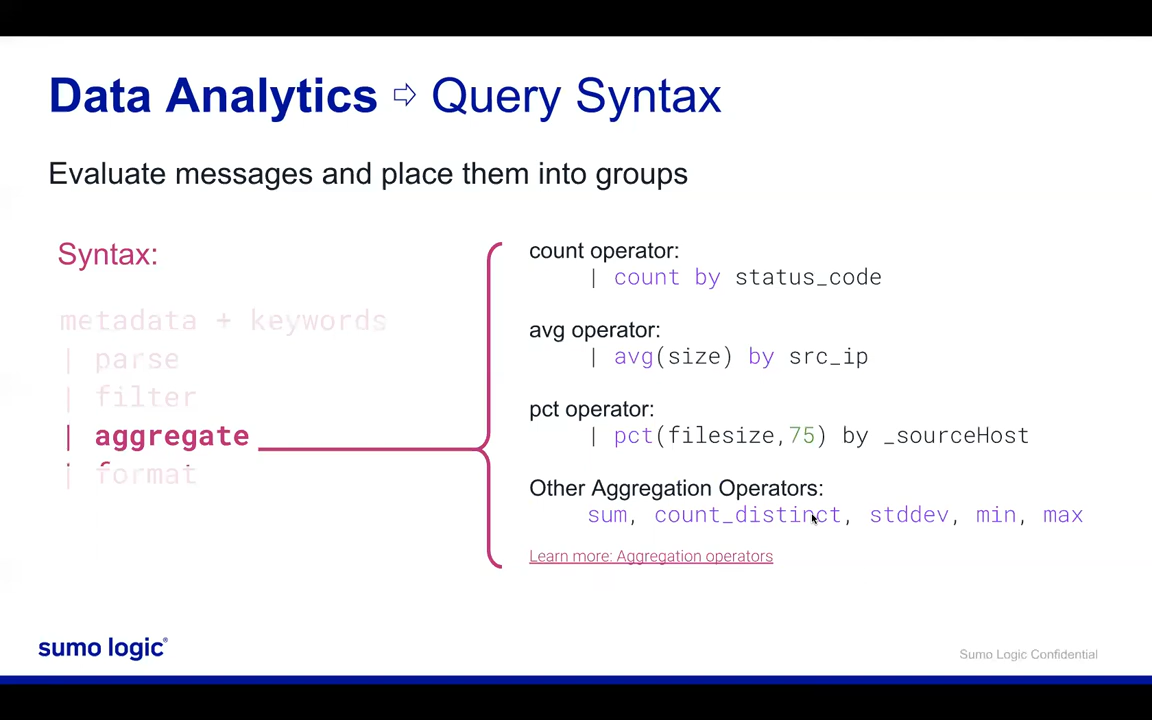 Data Analytics ⇨ Query Syntax
Evaluate messages and place them into groups
Syntax:
metadata + keywords
| parse
| filter
| aggregate
| format
count operator:
| count by status_code
avg operator:
| avg(size) by src_ip
pct operator:
| pct(filesize,75) by _sourceHost
Other Aggregation Operators:
sum, count_distinct, stddev, min, max
Learn more: Aggregation operators
sumo logic®
Sumo Logic Confidential